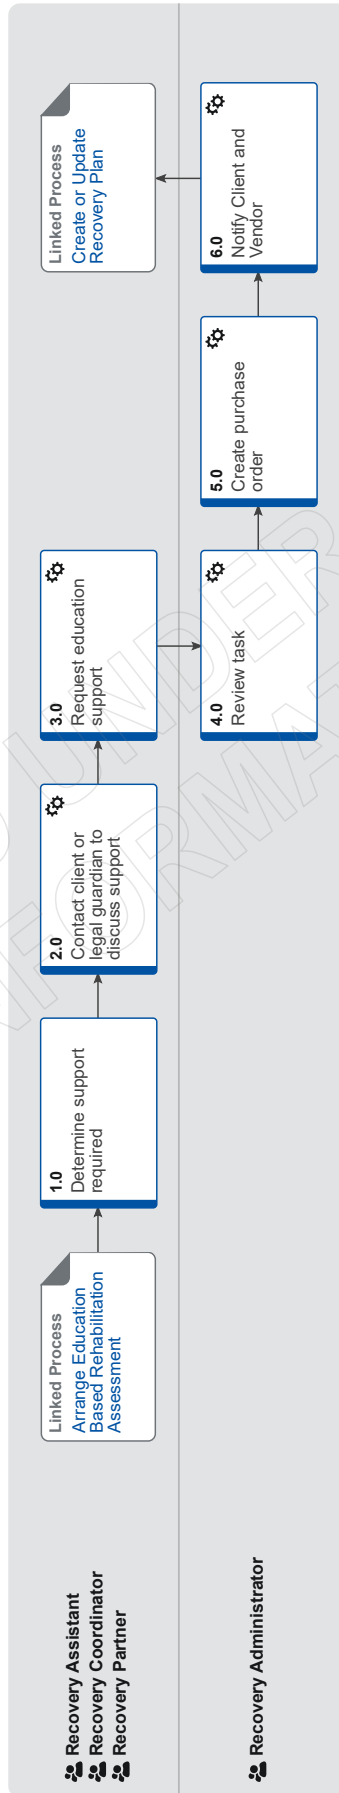 Recovery Assistant
Recovery Coordinator
Recovery Partner
Linked Process
Arrange Education
Based Rehabilitation
Assessment
1.0
Determine support
required
2.0
Contact client or
legal guardian to
discuss support
3.0
Request education
support
Linked Process
Create or Update
Recovery Plan
Recovery Administrator
4.0
Review task
5.0
Create purchase
order
6.0
Notify Client and
Vendor
UNDER